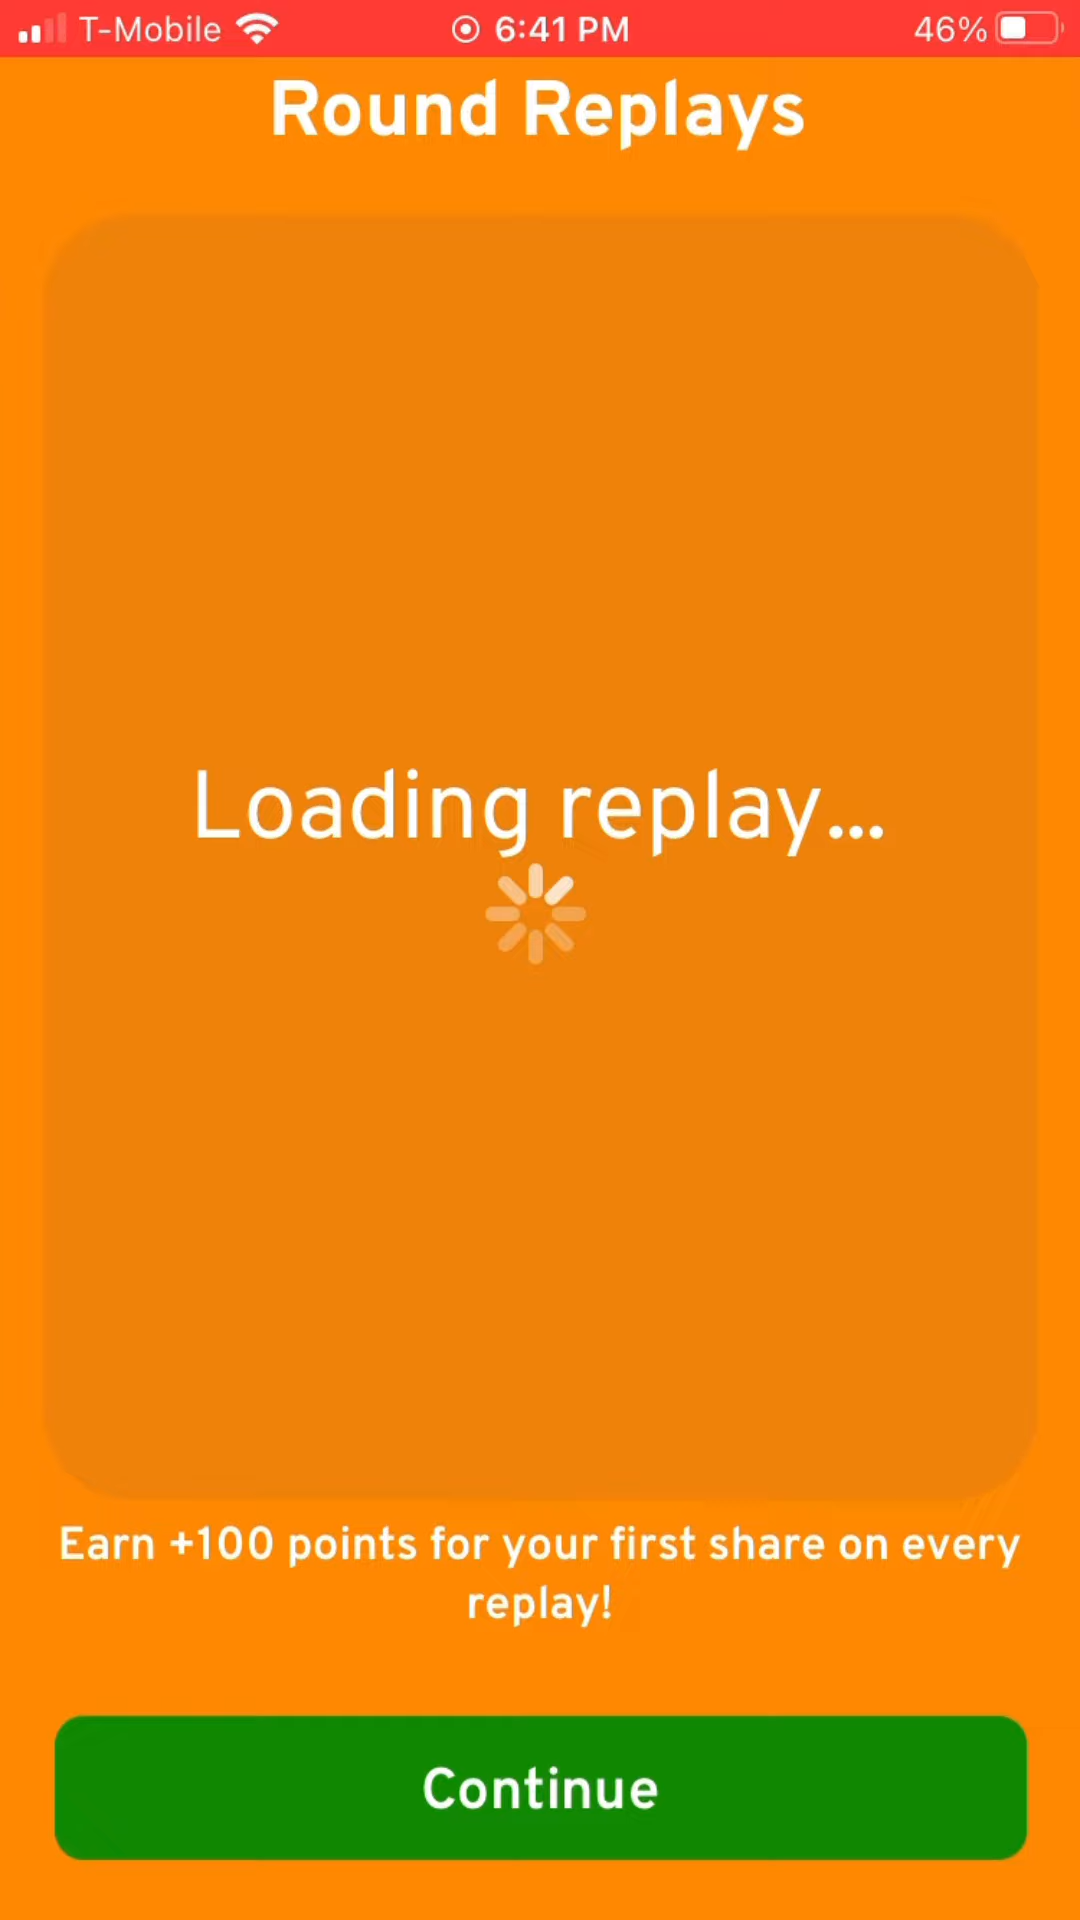 T-Mobile 6:41 PM 46%
Round Replays
Loading replay...
Earn +100 points for your first share on every
replay!
Continue